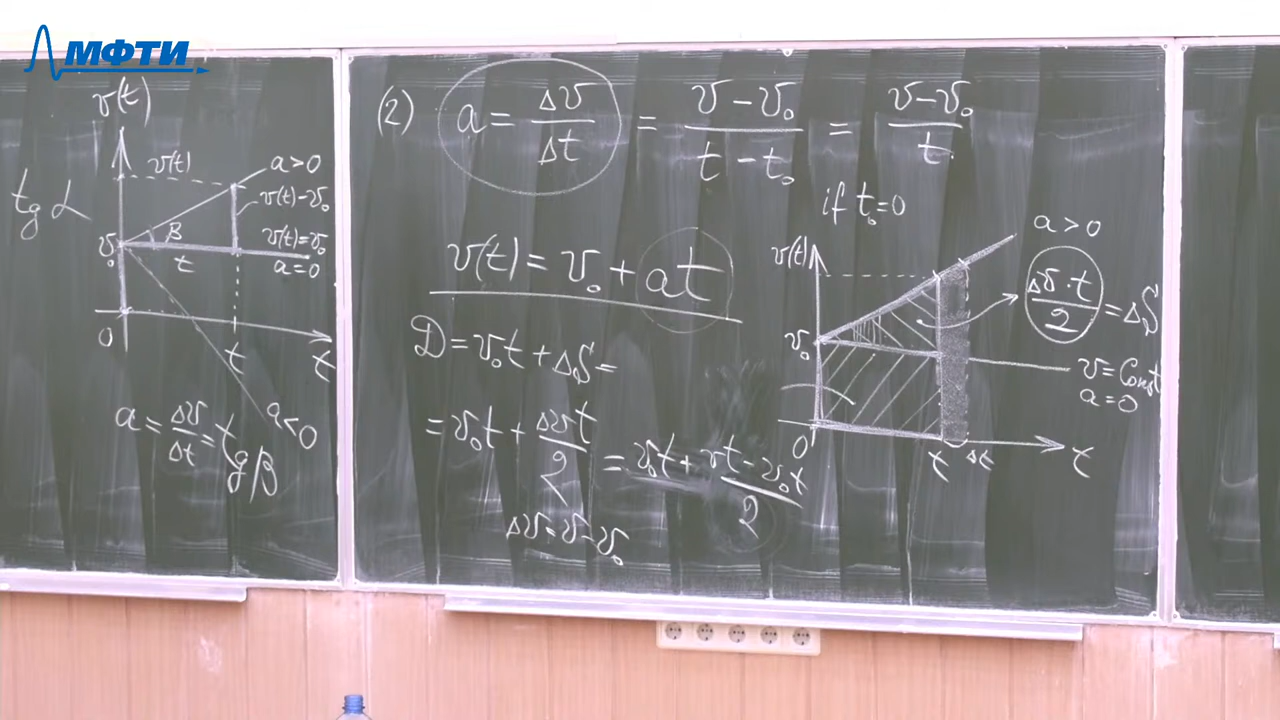 МФТИ
v(t)
v(t)
a>0
v(t)-v₀
tg α
β
v(t)=v₀
v₀
t
a=0
0
t
t
a<0
a = Δv/Δt = tg β
(2) a = Δv/Δt = (v-v₀)/(t-t₀) = (v-v₀)/t
if t₀=0
v(t) = v₀ + at
D = v₀t + ΔS =
= v₀t + Δvt/2 = v₀t + (vt-v₀t)/2
Δv=v-v₀
v(t)
a>0
Δv·t/2 = ΔS
v₀
v=Const
a=0
0
t
Δt
t